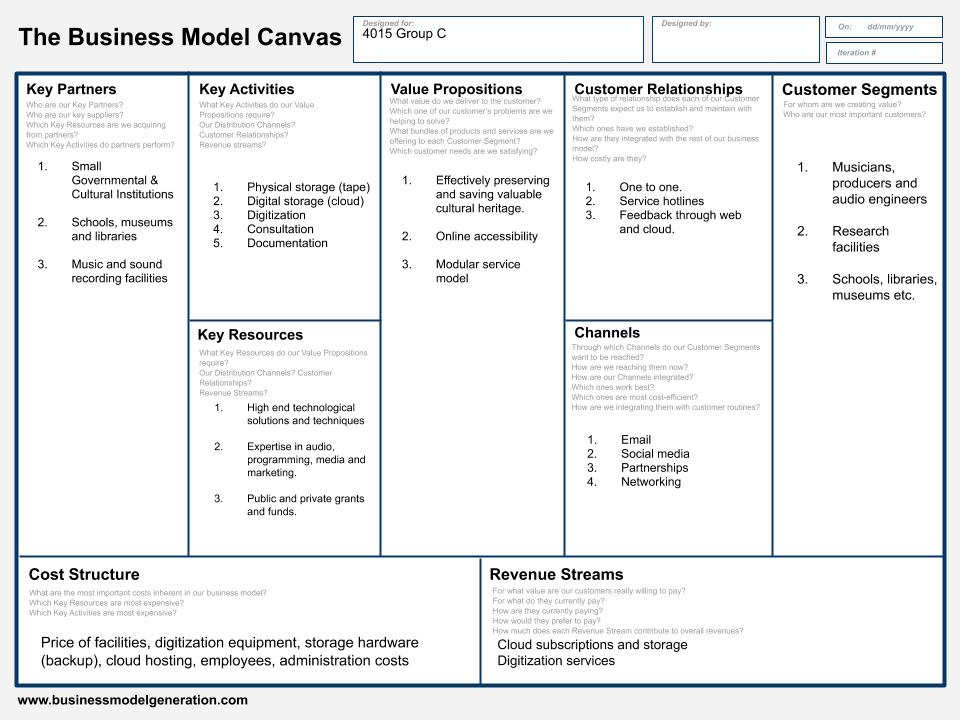 The Business Model Canvas
Designed for:
4015 Group C
Designed by:
On: dd/mm/yyyy
Iteration #
Key Partners
Who are our Key Partners?
Who are our key suppliers?
Which Key Resources are we acquiring
from partners?
Which Key Activities do partners perform?
1. Small
Governmental &
Cultural Institutions
2. Schools, museums
and libraries
3. Music and sound
recording facilities
Key Activities
What Key Activities do our Value
Propositions require?
Our Distribution Channels?
Customer Relationships?
Revenue streams?
1. Physical storage (tape)
2. Digital storage (cloud)
3. Digitization
4. Consultation
5. Documentation
Key Resources
What Key Resources do our Value Propositions
require?
Our Distribution Channels? Customer
Relationships?
Revenue Streams?
1. High end technological
solutions and techniques
2. Expertise in audio,
programming, media and
marketing.
3. Public and private grants
and funds.
Value Propositions
What value do we deliver to the customer?
Which one of our customer's problems are we
helping to solve?
What bundles of products and services are we
offering to each Customer Segment?
Which customer needs are we satisfying?
1. Effectively preserving
and saving valuable
cultural heritage.
2. Online accessibility
3. Modular service
model
Customer Relationships
What type of relationship does each of our Customer
Segments expect us to establish and maintain with
them?
Which ones have we established?
How are they integrated with the rest of our business
model?
How costly are they?
1. One to one.
2. Service hotlines
3. Feedback through web
and cloud.
Channels
Through which Channels do our Customer Segments
want to be reached?
How are we reaching them now?
How are our Channels integrated?
Which ones work best?
Which ones are most cost-efficient?
How are we integrating them with customer routines?
1. Email
2. Social media
3. Partnerships
4. Networking
Customer Segments
For whom are we creating value?
Who are our most important customers?
1. Musicians,
producers and
audio engineers
2. Research
facilities
3. Schools, libraries,
museums etc.
Cost Structure
What are the most important costs inherent in our business model?
Which Key Resources are most expensive?
Which Key Activities are most expensive?
Price of facilities, digitization equipment, storage hardware
(backup), cloud hosting, employees, administration costs
Revenue Streams
For what value are our customers really willing to pay?
For what do they currently pay?
How are they currently paying?
How would they prefer to pay?
How much does each Revenue Stream contribute to overall revenues?
Cloud subscriptions and storage
Digitization services
www.businessmodelgeneration.com